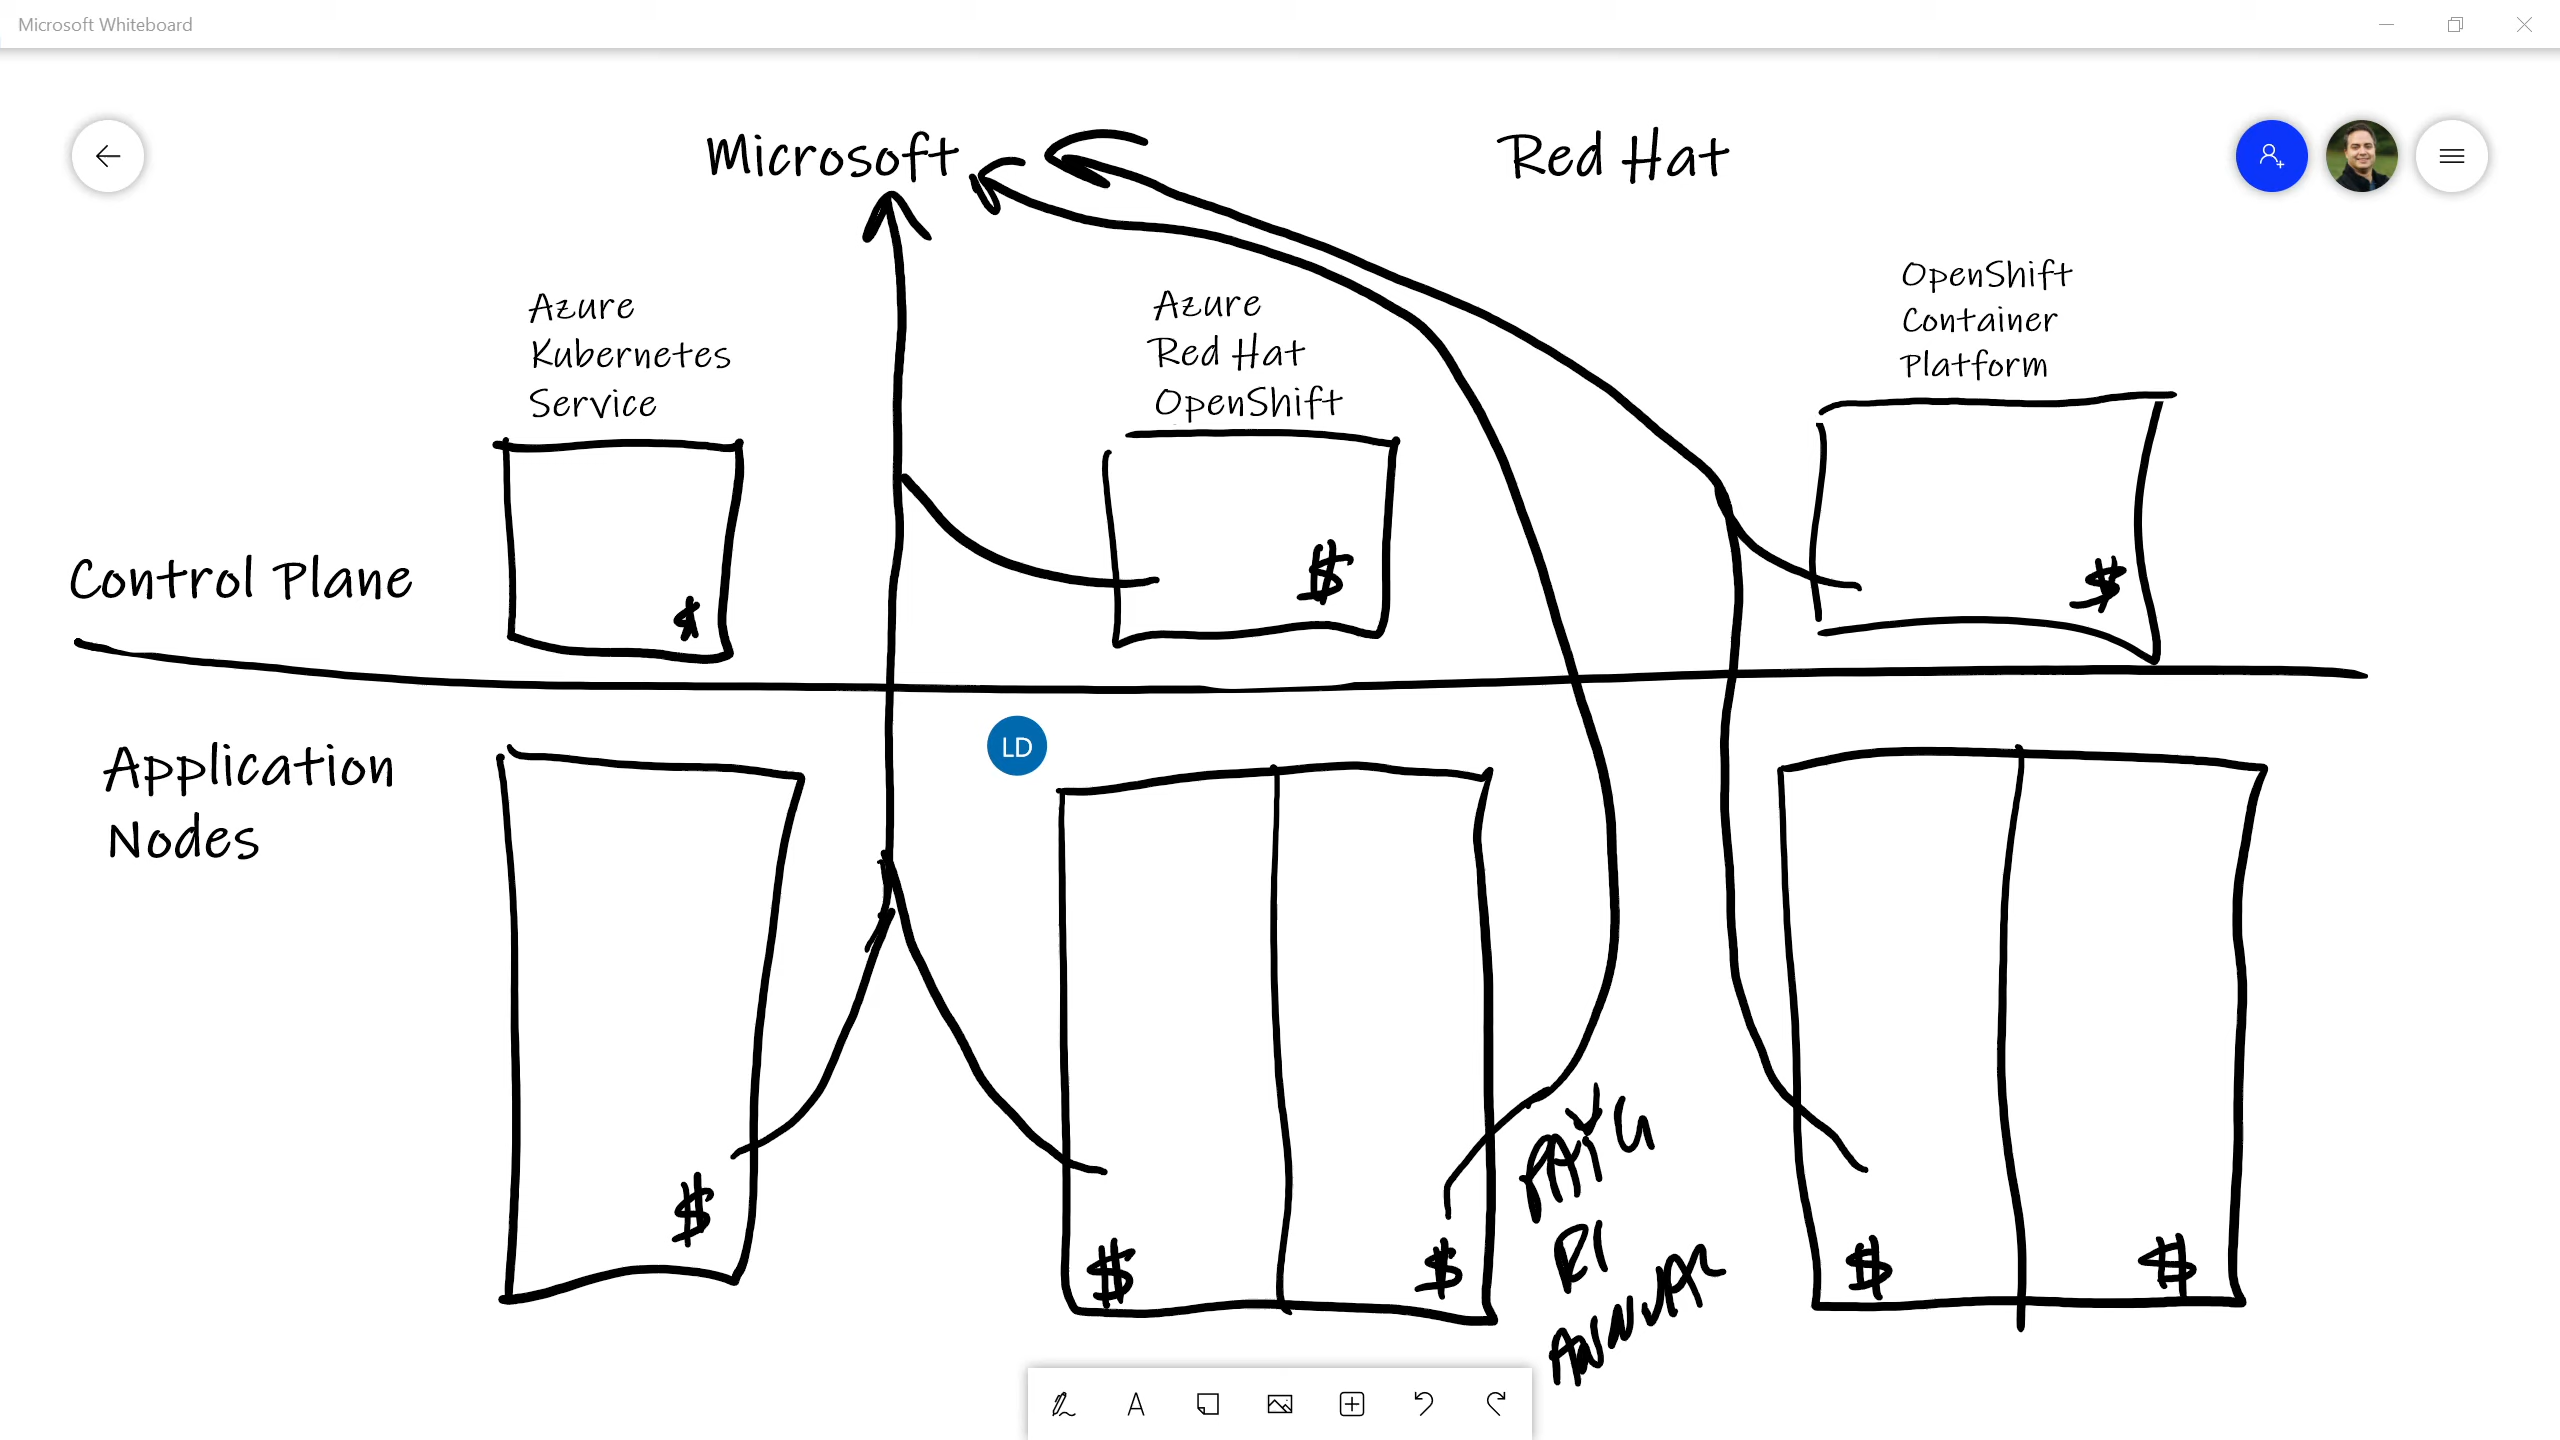 Microsoft Whiteboard
Microsoft
Red Hat
Azure
Kubernetes
Service
Azure
Red Hat
OpenShift
OpenShift
Container
Platform
$
$
$
Control Plane
Application
Nodes
LD
$
$
$
$
$
PAYG
RI
ANNUAL
A